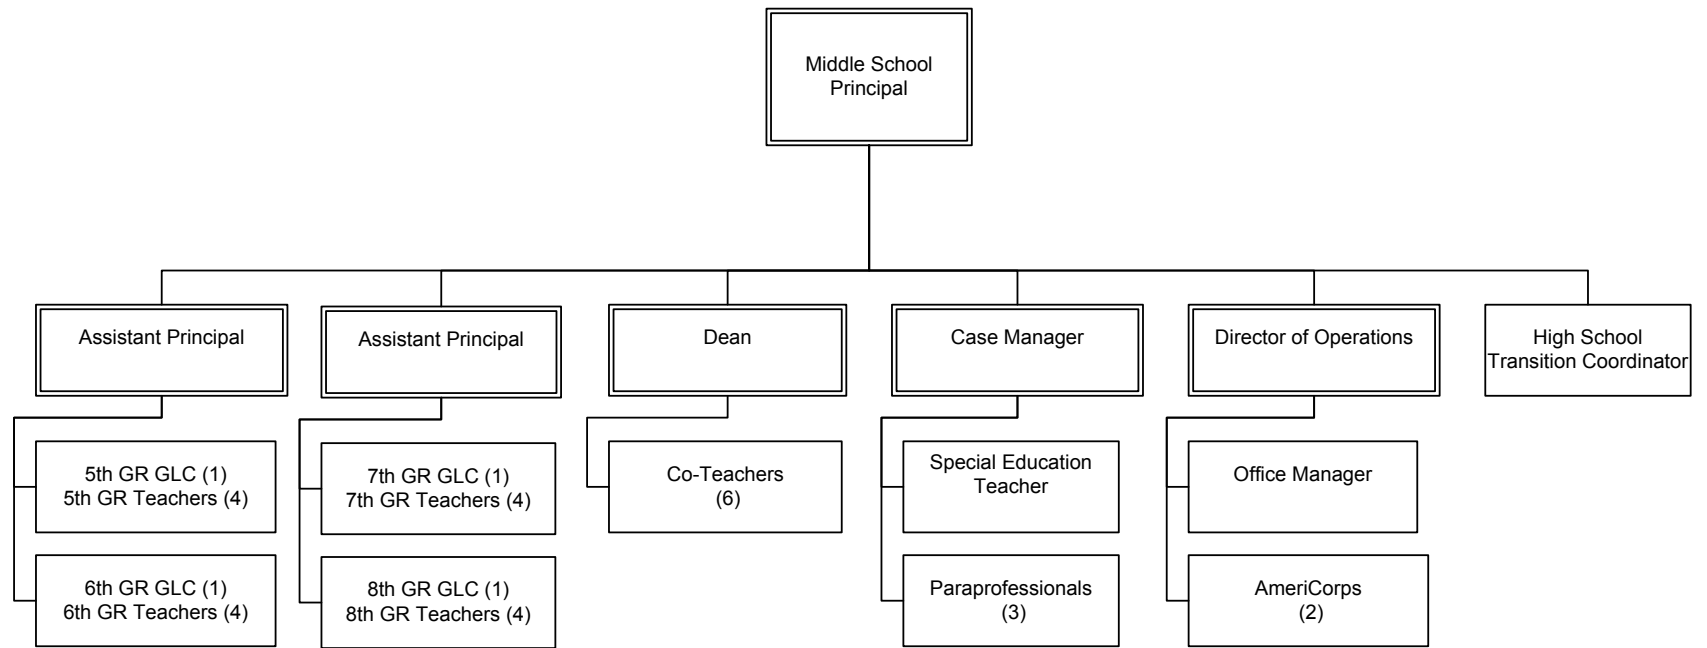 Middle School
Principal
Assistant Principal
Assistant Principal
Dean
Case Manager
Director of Operations
High School
Transition Coordinator
5th GR GLC (1)
5th GR Teachers (4)
7th GR GLC (1)
7th GR Teachers (4)
Co-Teachers
(6)
Special Education
Teacher
Office Manager
6th GR GLC (1)
6th GR Teachers (4)
8th GR GLC (1)
8th GR Teachers (4)
Paraprofessionals
(3)
AmeriCorps
(2)